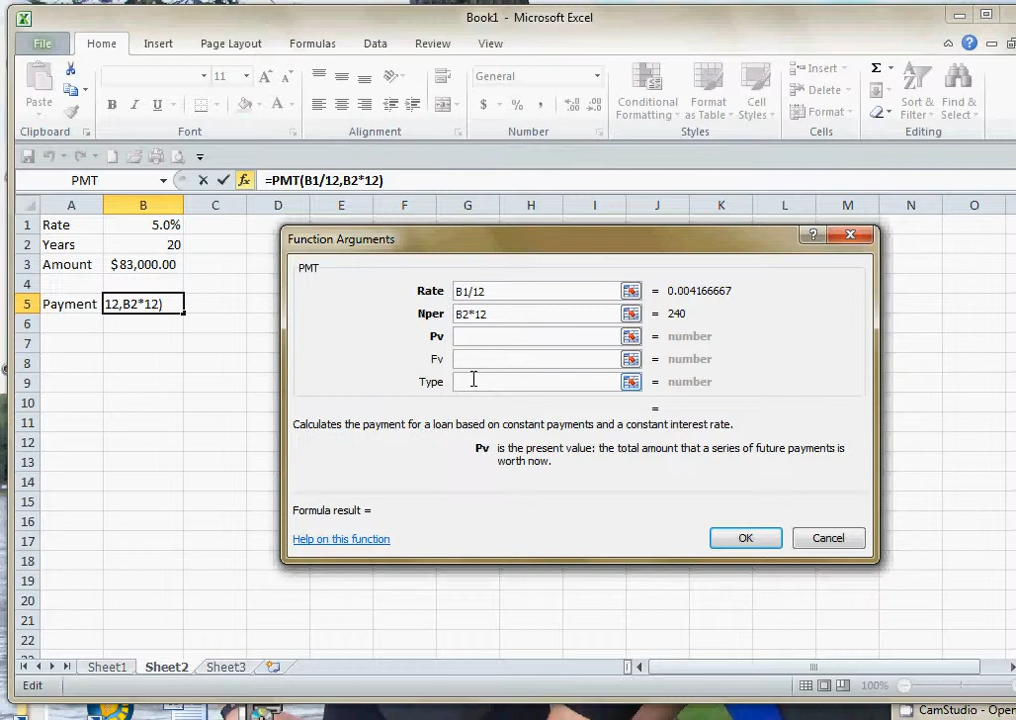 Book1 - Microsoft Excel
File Home Insert Page Layout Formulas Data Review View
Paste
B I U
11 A A
A
General
$ % ,
Conditional Formatting
Format as Table
Cell Styles
Insert
Delete
Format
Σ
Sort & Filter
Find & Select
Clipboard Font Alignment Number Styles Cells Editing
PMT fx =PMT(B1/12,B2*12)
A B C D E F G H I J K L M N O
1 Rate 5.0%
2 Years 20
3 Amount $83,000.00
4
5 Payment 12,B2*12)
6
7
8
9
10
11
12
13
14
15
16
17
18
19
20
21
22
Function Arguments
PMT
Rate B1/12 = 0.004166667
Nper B2*12 = 240
Pv = number
Fv = number
Type = number
=
Calculates the payment for a loan based on constant payments and a constant interest rate.
Pv is the present value: the total amount that a series of future payments is
worth now.
Formula result =
Help on this function
OK Cancel
Sheet1 Sheet2 Sheet3
Edit 100%
CamStudio - Open